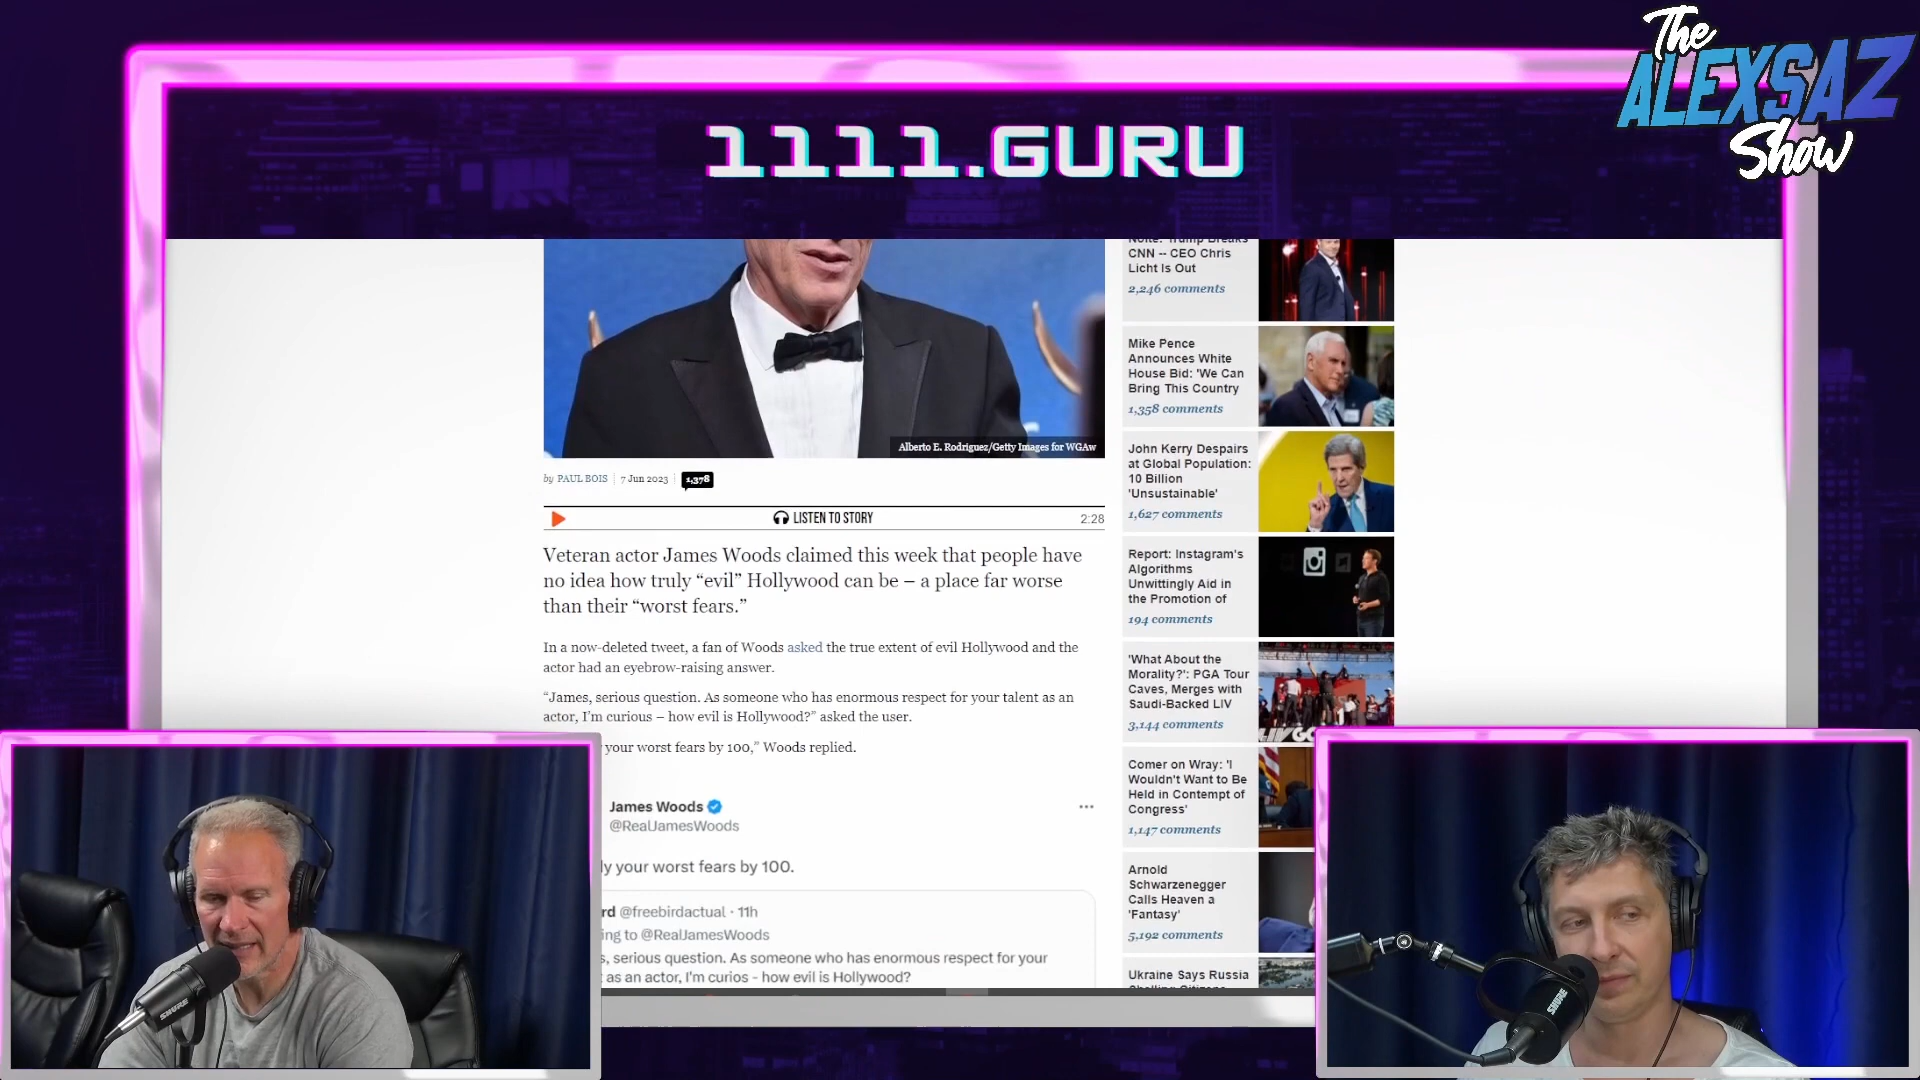 The
ALEXSAZ
Show
1111.GURU
Alberto E. Rodriguez/Getty Images for WGAw
by PAUL BOIS | 7 Jun 2023 | 1,378
LISTEN TO STORY
2:28
Veteran actor James Woods claimed this week that people have
no idea how truly “evil” Hollywood can be – a place far worse
than their “worst fears.”
In a now-deleted tweet, a fan of Woods asked the true extent of evil Hollywood and the
actor had an eyebrow-raising answer.
“James, serious question. As someone who has enormous respect for your talent as an
actor, I’m curious – how evil is Hollywood?” asked the user.
your worst fears by 100,” Woods replied.
James Woods
@RealJamesWoods
ly your worst fears by 100.
rd @freebirdactual · 11h
ing to @RealJamesWoods
s, serious question. As someone who has enormous respect for your
as an actor, I'm curios - how evil is Hollywood?
Nolte: Trump Breaks
CNN -- CEO Chris
Licht Is Out
2,246 comments
Mike Pence
Announces White
House Bid: 'We Can
Bring This Country
1,358 comments
John Kerry Despairs
at Global Population:
10 Billion
'Unsustainable'
1,627 comments
Report: Instagram's
Algorithms
Unwittingly Aid in
the Promotion of
194 comments
'What About the
Morality?': PGA Tour
Caves, Merges with
Saudi-Backed LIV
3,144 comments
LIV GO
Comer on Wray: 'I
Wouldn't Want to Be
Held in Contempt of
Congress'
1,147 comments
Arnold
Schwarzenegger
Calls Heaven a
'Fantasy'
5,192 comments
Ukraine Says Russia
SHURE
SHURE